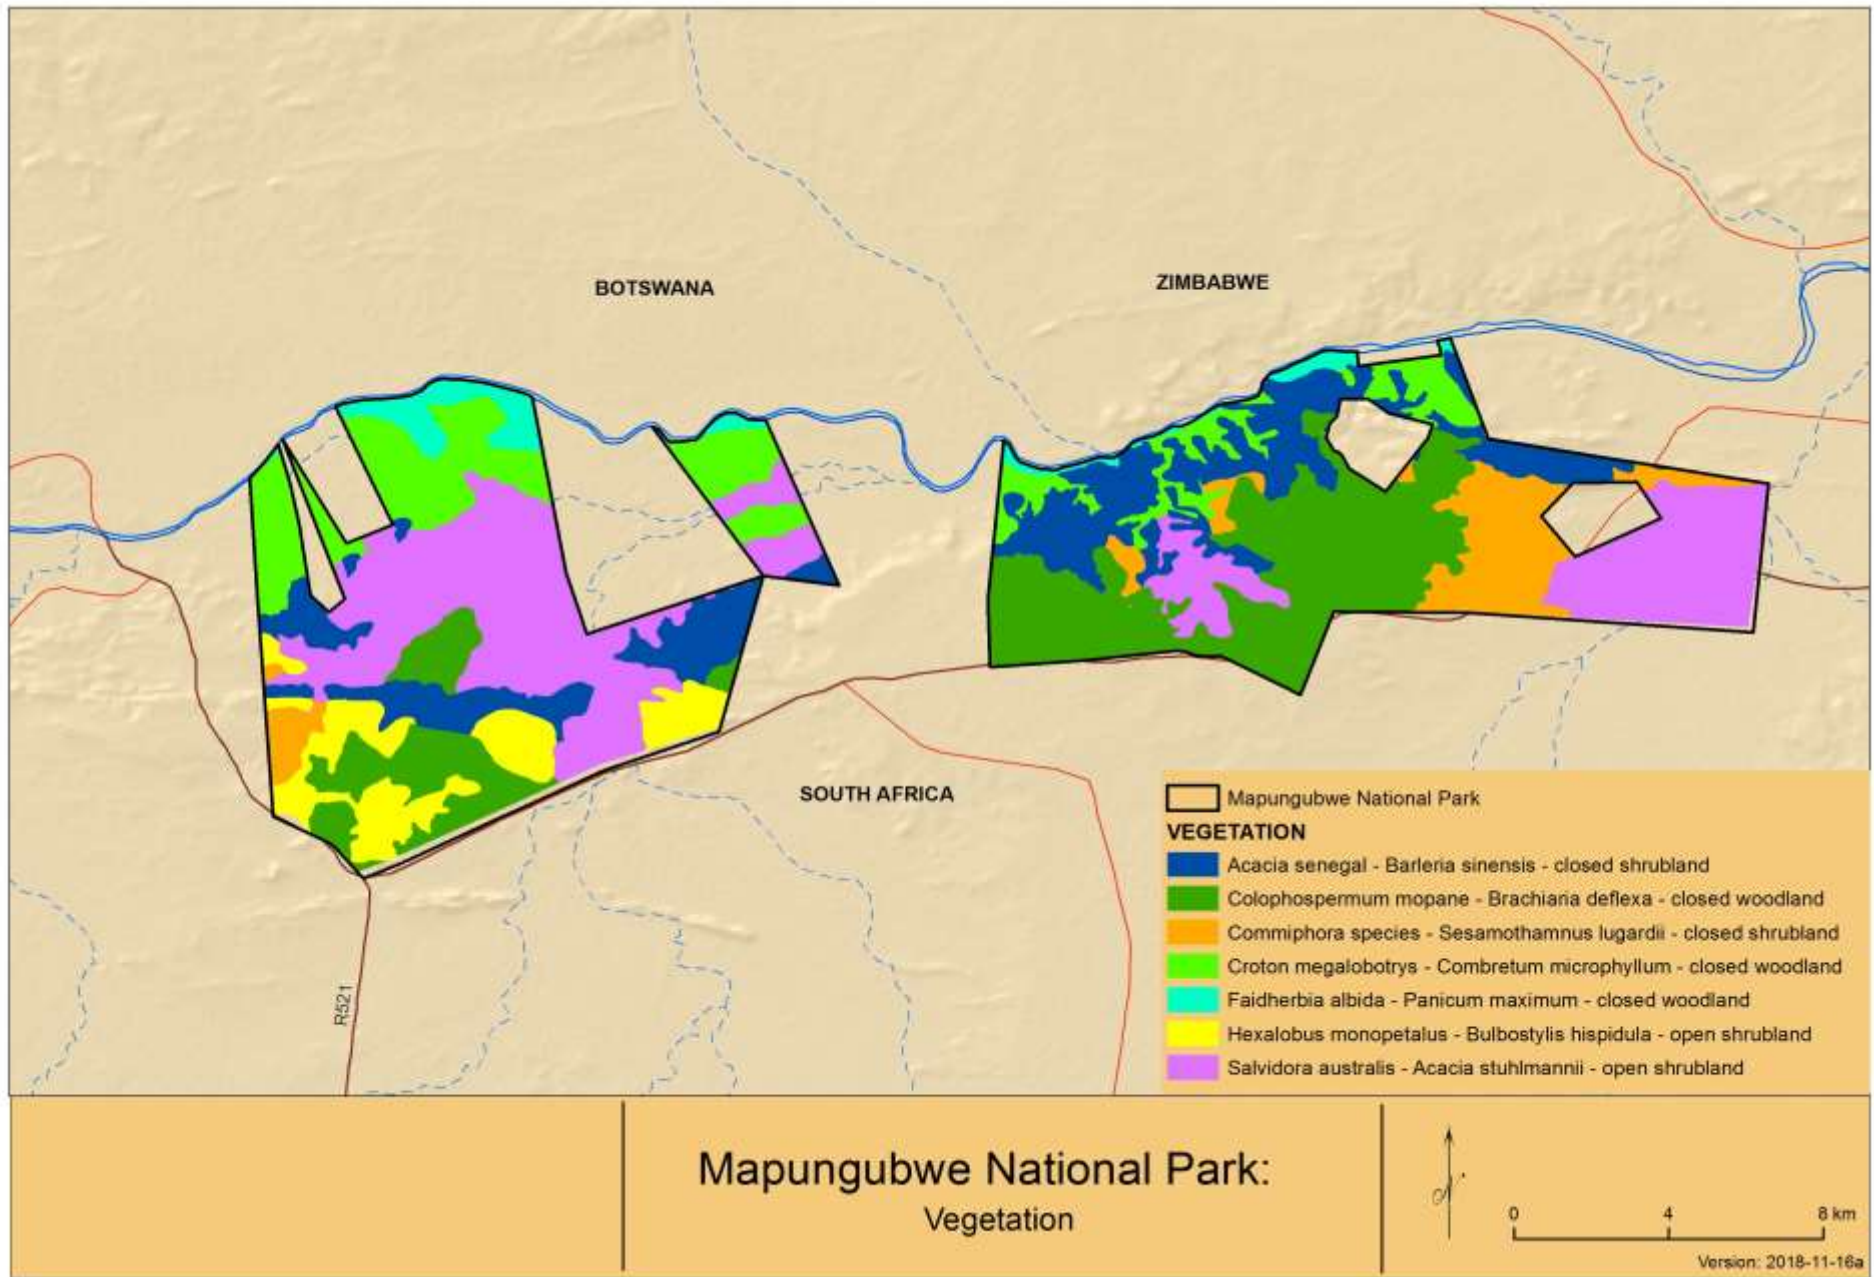 BOTSWANA
ZIMBABWE
SOUTH AFRICA
R521
Mapungubwe National Park
VEGETATION
Acacia senegal - Barleria sinensis - closed shrubland
Colophospermum mopane - Brachiaria deflexa - closed woodland
Commiphora species - Sesamothamnus lugardii - closed shrubland
Croton megalobotrys - Combretum microphyllum - closed woodland
Faidherbia albida - Panicum maximum - closed woodland
Hexalobus monopetalus - Bulbostylis hispidula - open shrubland
Salvidora australis - Acacia stuhlmannii - open shrubland
Mapungubwe National Park:
Vegetation
N
0 4 8 km
Version: 2018-11-16a